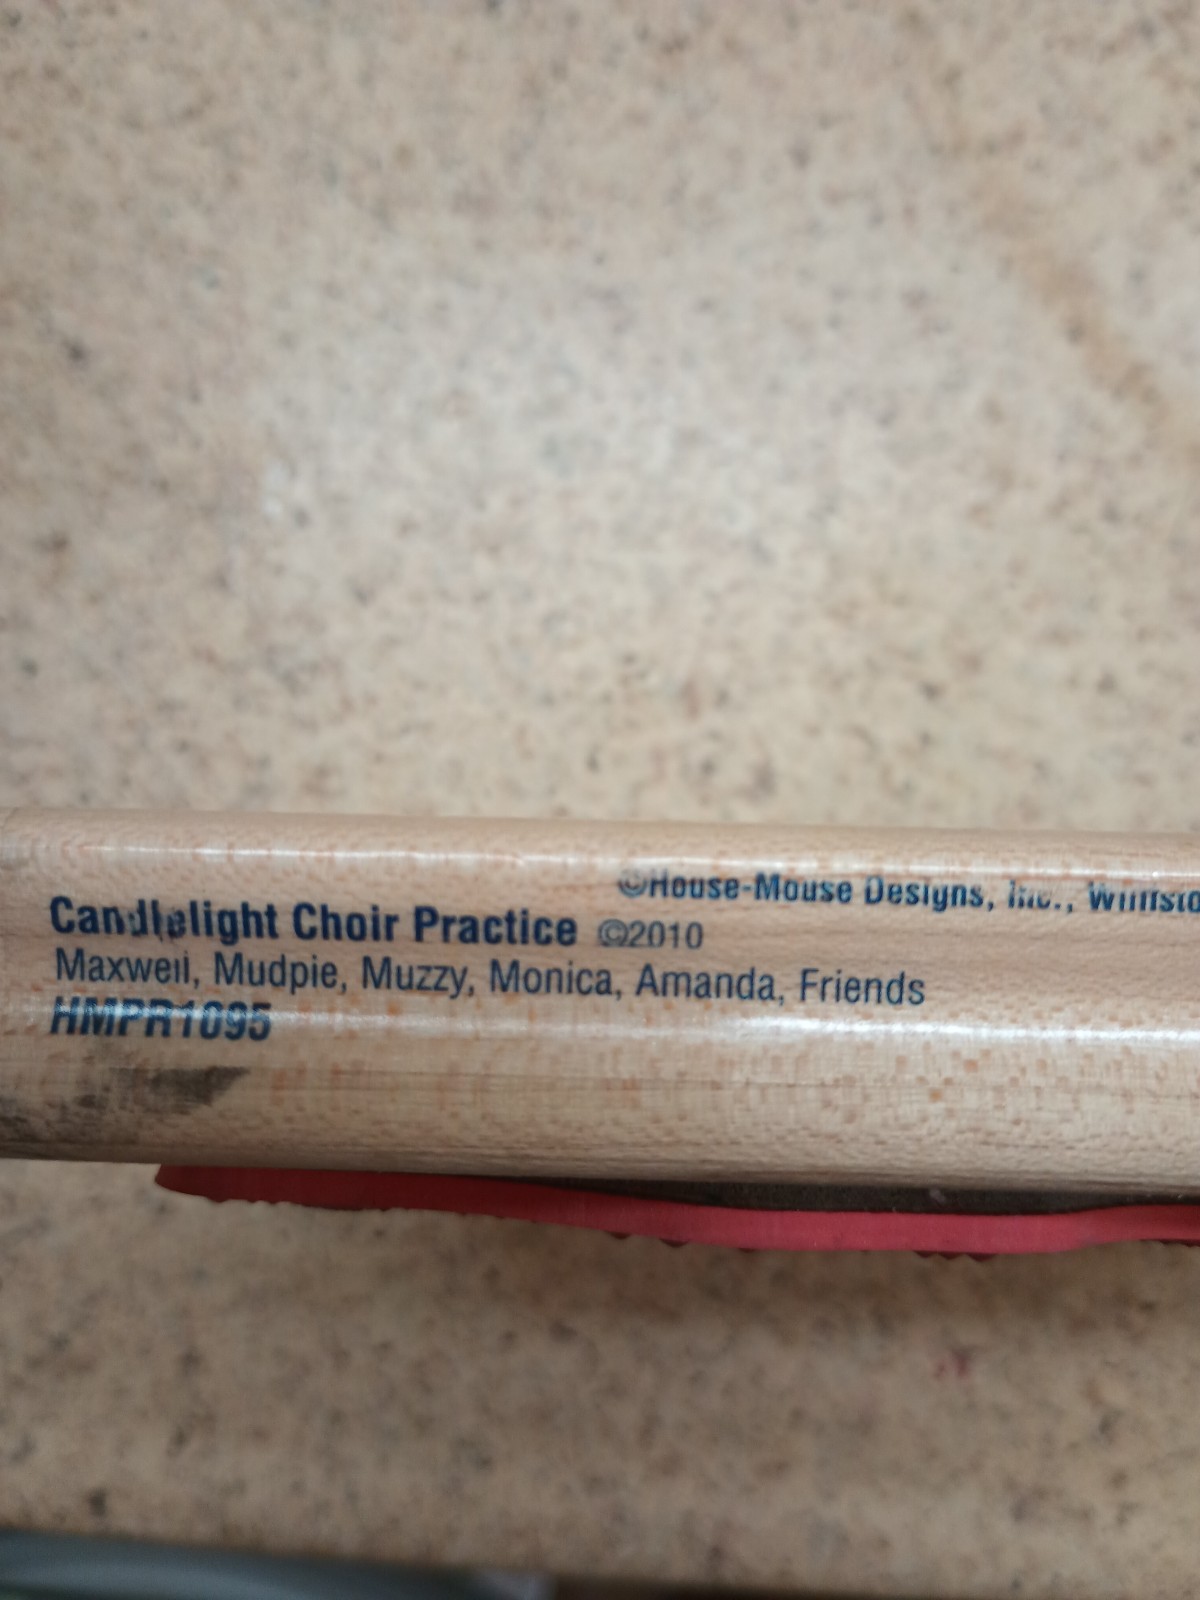 ©House-Mouse Designs, Inc.,
Candlelight Choir Practice ©2010
Maxwell, Mudpie, Muzzy, Monica, Amanda, Friends
HMPR1095